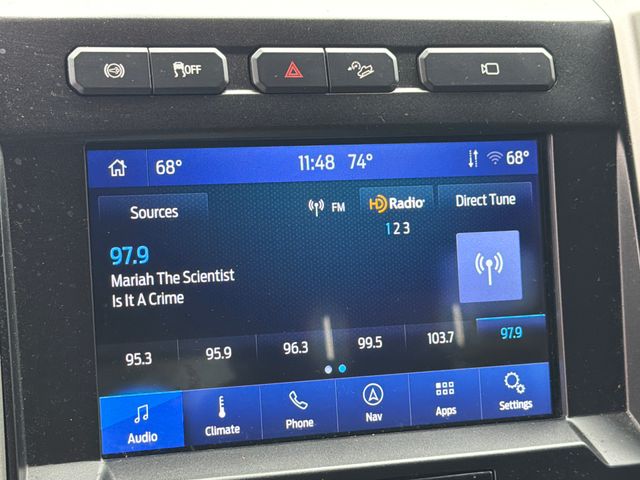 OFF
68° 11:48 74° 68°
Sources FM HD Radio Direct Tune
1 2 3
97.9
Mariah The Scientist
Is It A Crime
95.3 95.9 96.3 99.5 103.7 97.9
Audio Climate Phone Nav Apps Settings